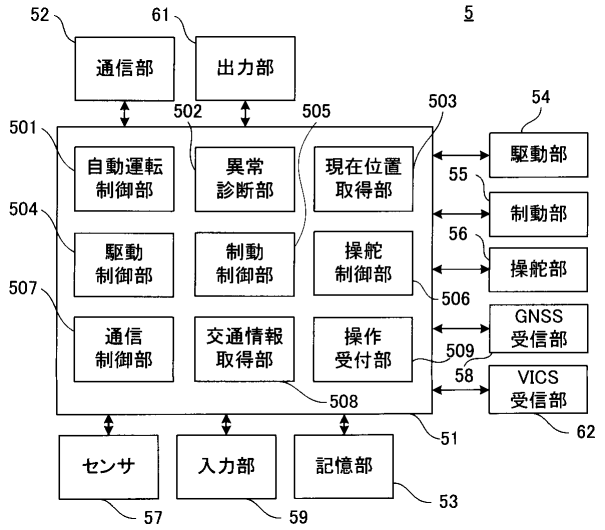 5
52
61
通信部
出力部
501
502
505
503
54
自動運転
制御部
異常
診断部
現在位置
取得部
駆動部
55
504
制動部
駆動
制御部
制動
制御部
操舵
制御部
56
操舵部
507
506
通信
制御部
交通情報
取得部
操作
受付部
GNSS
受信部
509
58
508
VICS
受信部
51
62
センサ
入力部
記憶部
57
59
53